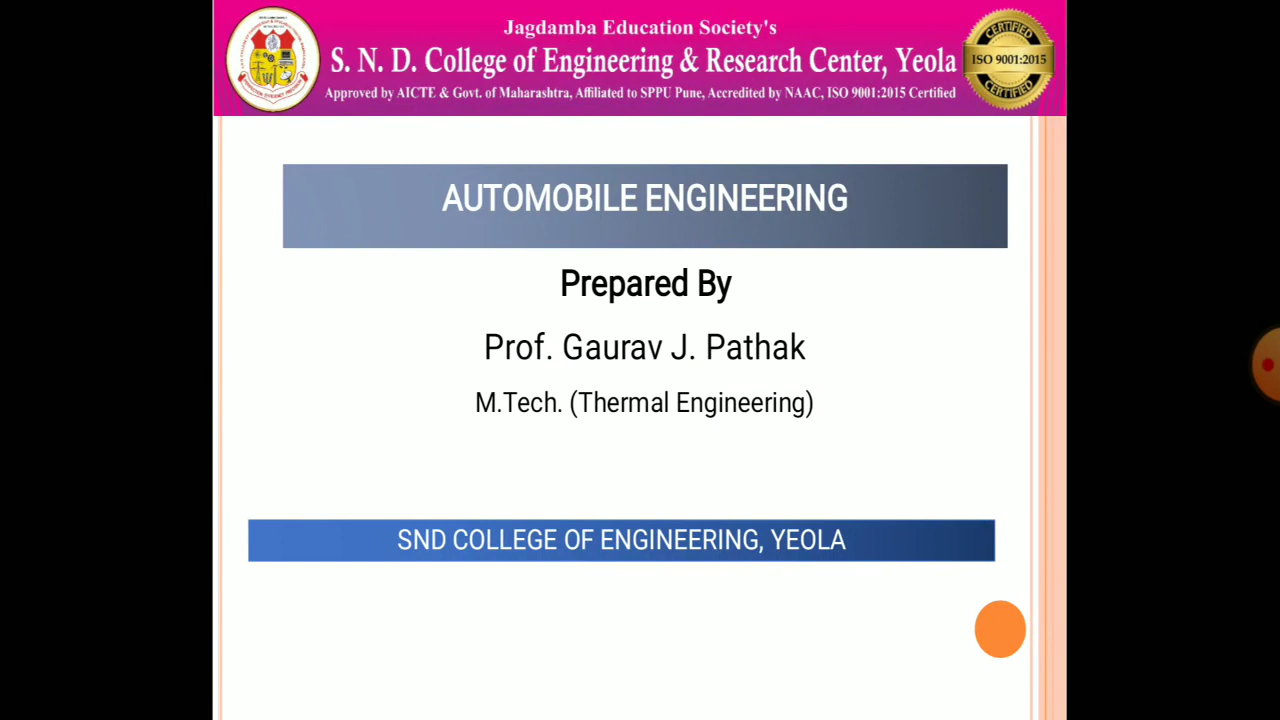 Jagdamba Education Society's
S. N. D. College of Engineering & Research Center, Yeola
Approved by AICTE & Govt. of Maharashtra, Affiliated to SPPU Pune, Accredited by NAAC, ISO 9001:2015 Certified
CERTIFIED
ISO 9001:2015
CERTIFIED
AUTOMOBILE ENGINEERING
Prepared By
Prof. Gaurav J. Pathak
M.Tech. (Thermal Engineering)
SND COLLEGE OF ENGINEERING, YEOLA